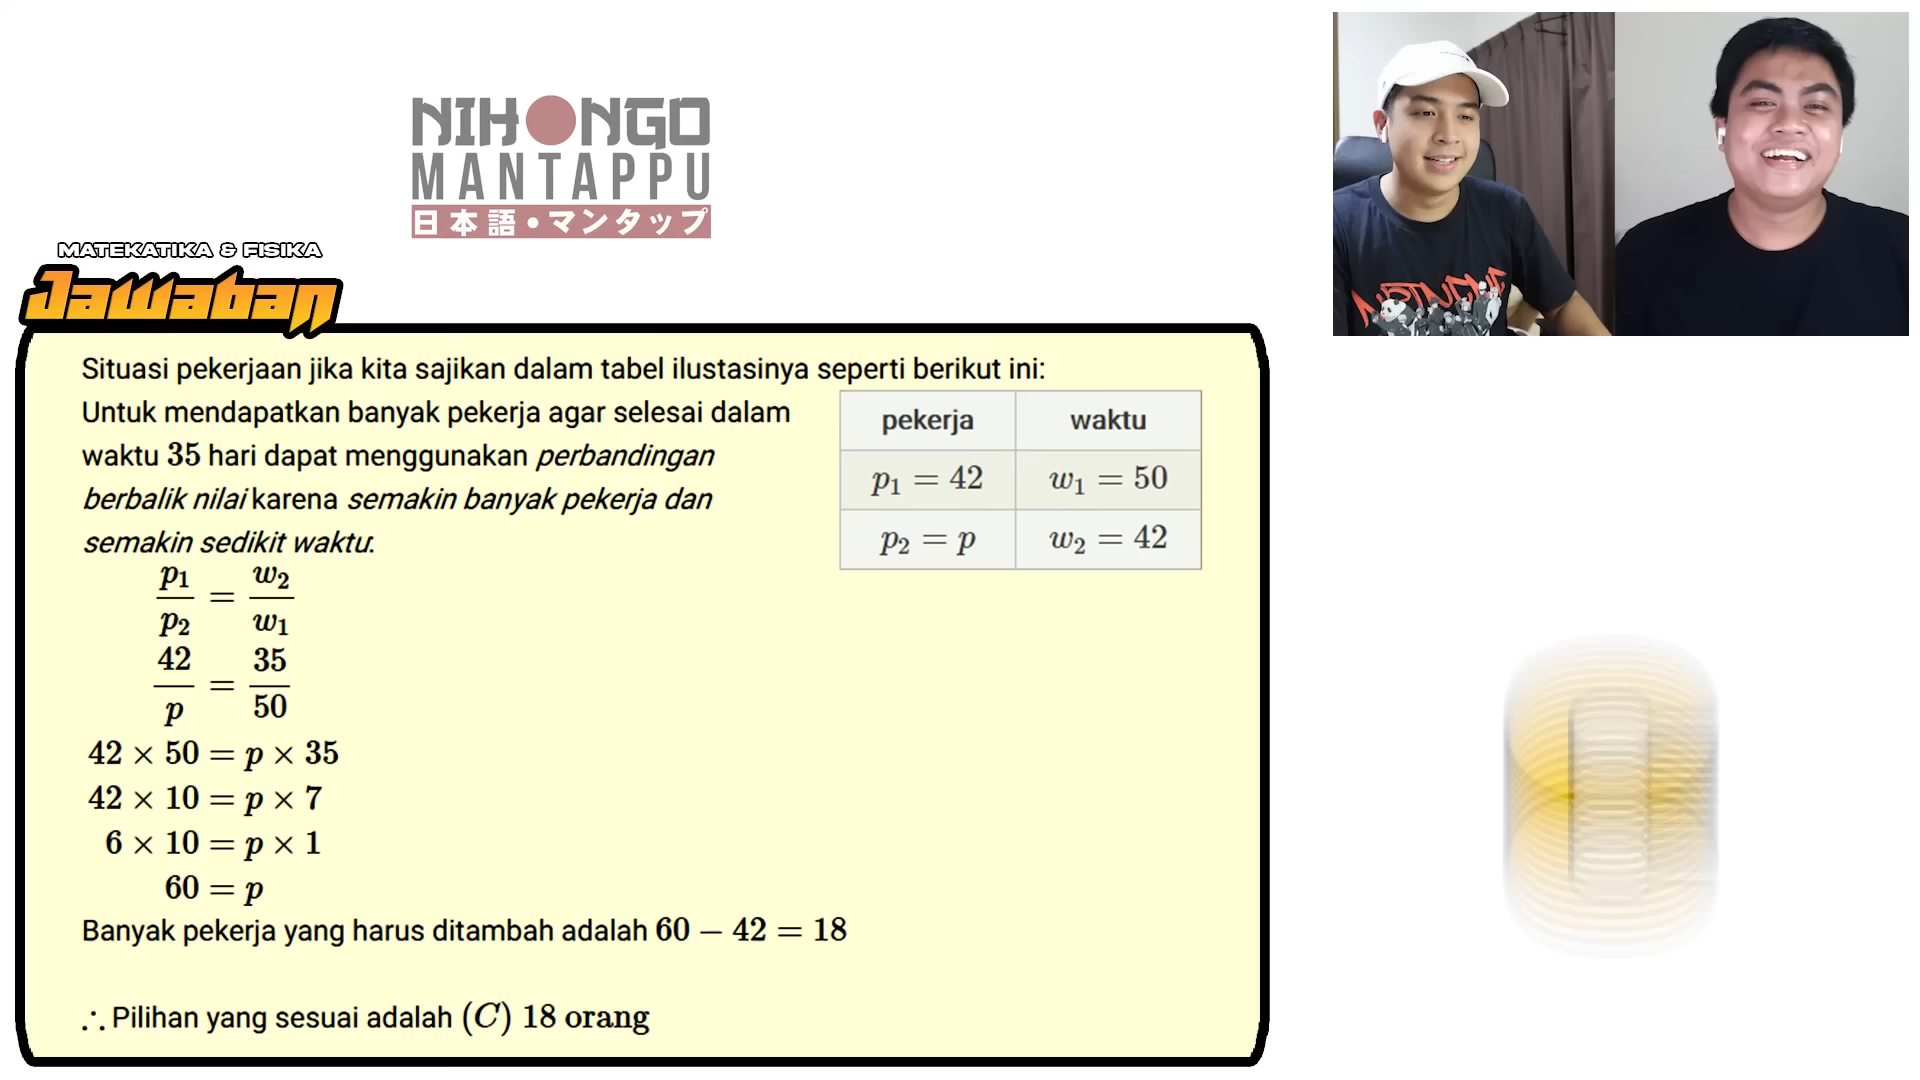 NIHONGO
MANTAPPU
日本語・マンタップ
MATEKATIKA & FISIKA
Jawaban
Situasi pekerjaan jika kita sajikan dalam tabel ilustasinya seperti berikut ini:
Untuk mendapatkan banyak pekerja agar selesai dalam
waktu 35 hari dapat menggunakan perbandingan
berbalik nilai karena semakin banyak pekerja dan
semakin sedikit waktu.
pekerja waktu
p₁ = 42 w₁ = 50
p₂ = p w₂ = 42
p₁/p₂ = w₂/w₁
42/p = 35/50
42 × 50 = p × 35
42 × 10 = p × 7
6 × 10 = p × 1
60 = p
Banyak pekerja yang harus ditambah adalah 60 − 42 = 18
∴ Pilihan yang sesuai adalah (C) 18 orang